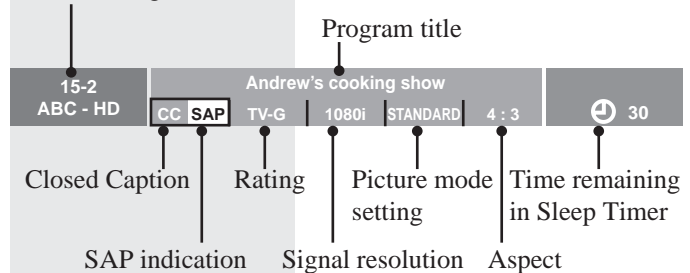 Program title
15-2
Andrew's cooking show
ABC - HD
CC SAP TV-G 1080i STANDARD 4 : 3
30
Closed Caption
Rating
Picture mode
setting
Time remaining
in Sleep Timer
SAP indication
Signal resolution
Aspect